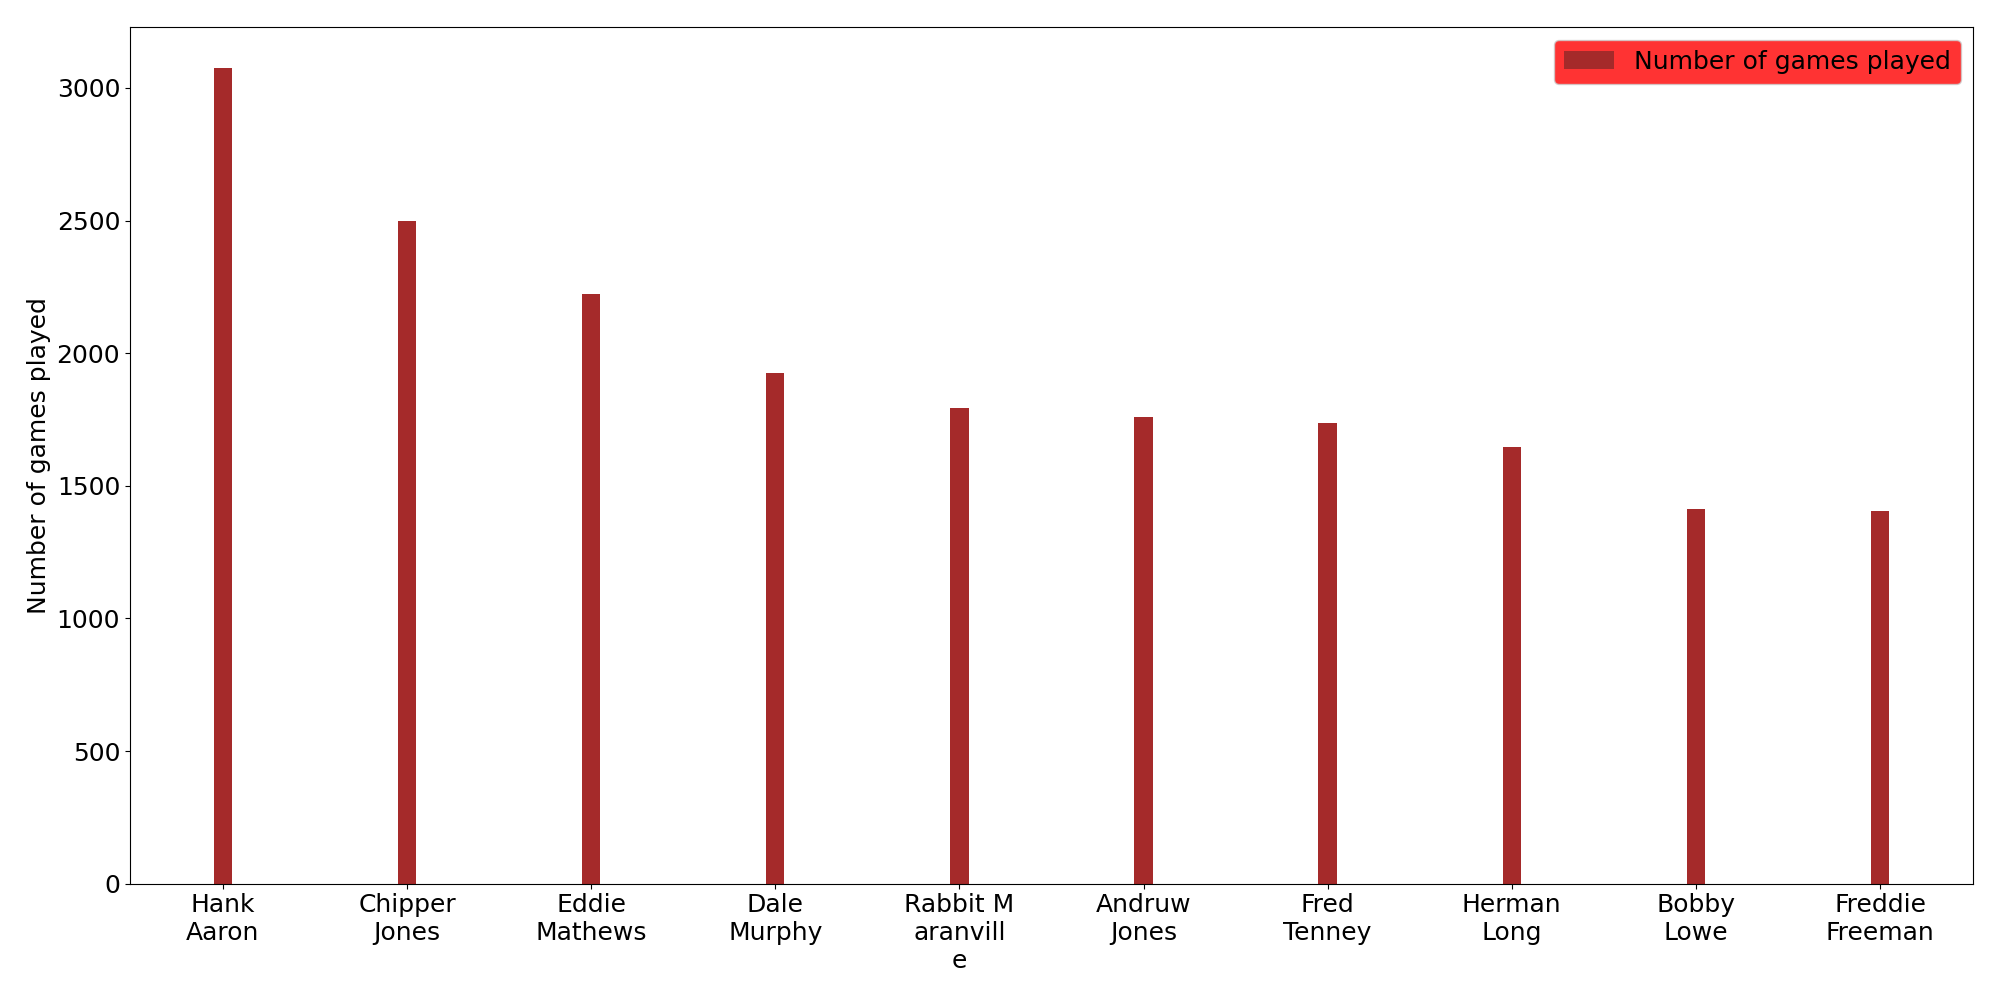 Number of games played
3000
2500
2000
1500
1000
500
0
Number of games played
Hank
Aaron
Chipper
Jones
Eddie
Mathews
Dale
Murphy
Rabbit M
aranvill
e
Andruw
Jones
Fred
Tenney
Herman
Long
Bobby
Lowe
Freddie
Freeman